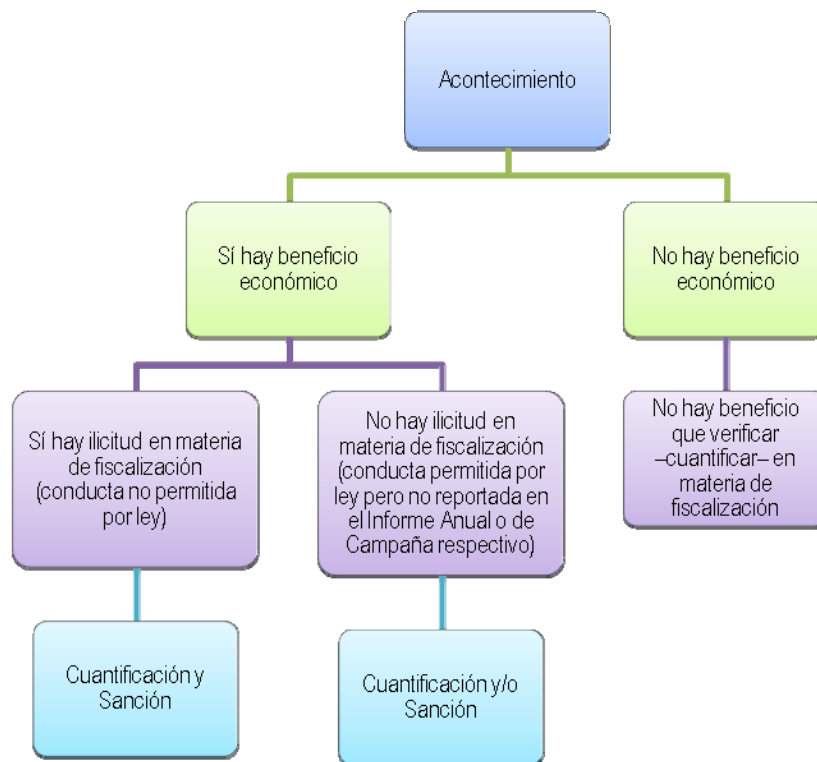 Acontecimiento
Sí hay beneficio
económico
No hay beneficio
económico
Sí hay ilicitud en materia
de fiscalización
(conducta no permitida
por ley)
No hay ilicitud en
materia de fiscalización
(conducta permitida por
ley pero no reportada en
el Informe Anual o de
Campaña respectivo)
No hay beneficio
que verificar
–cuantificar– en
materia de
fiscalización
Cuantificación y
Sanción
Cuantificación y/o
Sanción